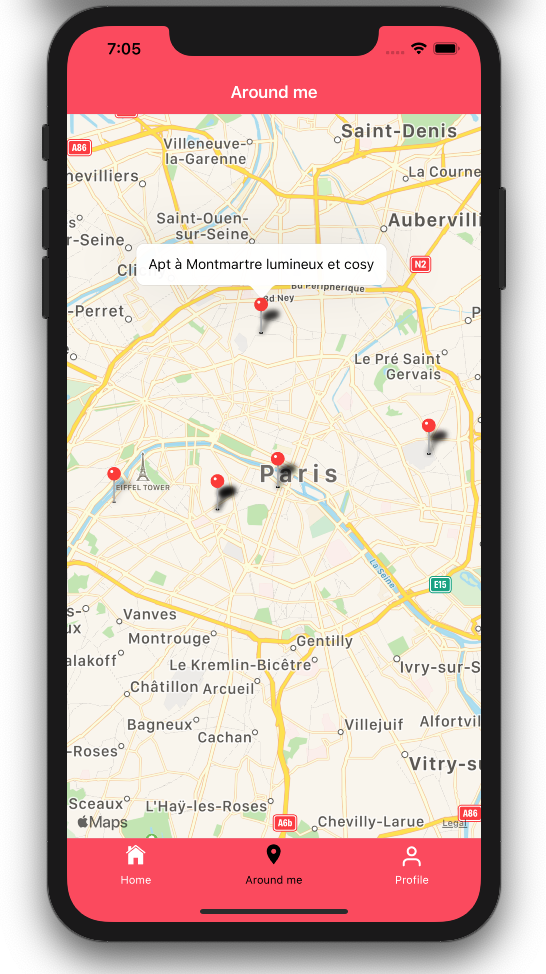 7:05
Around me
A86
Villeneuve-
la-Garenne
Saint-Denis
hevilliers
La Courne
Saint-Ouen-
sur-Seine
Aubervilli
s-
r-Seine
Apt à Montmartre lumineux et cosy
N2
Cli
Bd Périphérique
Bd Ney
-Perret
P
Le Pré Saint
Gervais
EIFFEL TOWER
Paris
La Seine
E15
s-
ux
Vanves
Montrouge
Gentilly
alakoff
Le Kremlin-Bicêtre
Ivry-sur-S
Châtillon
Arcueil
Bagneux
Villejuif
Alfortvil
Cachan
-Roses
Vitry-su
Sceaux
L'Haÿ-les-Roses
A86
Maps
A6b
Chevilly-Larue
Legal
Home
Around me
Profile